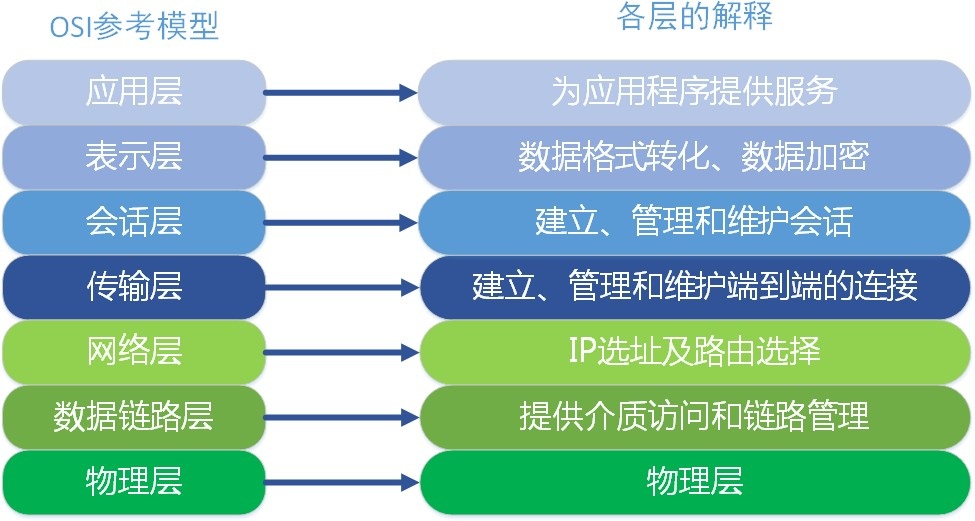 OSI参考模型
各层的解释
应用层
为应用程序提供服务
表示层
数据格式转化、数据加密
会话层
建立、管理和维护会话
传输层
建立、管理和维护端到端的连接
网络层
IP选址及路由选择
数据链路层
提供介质访问和链路管理
物理层
物理层